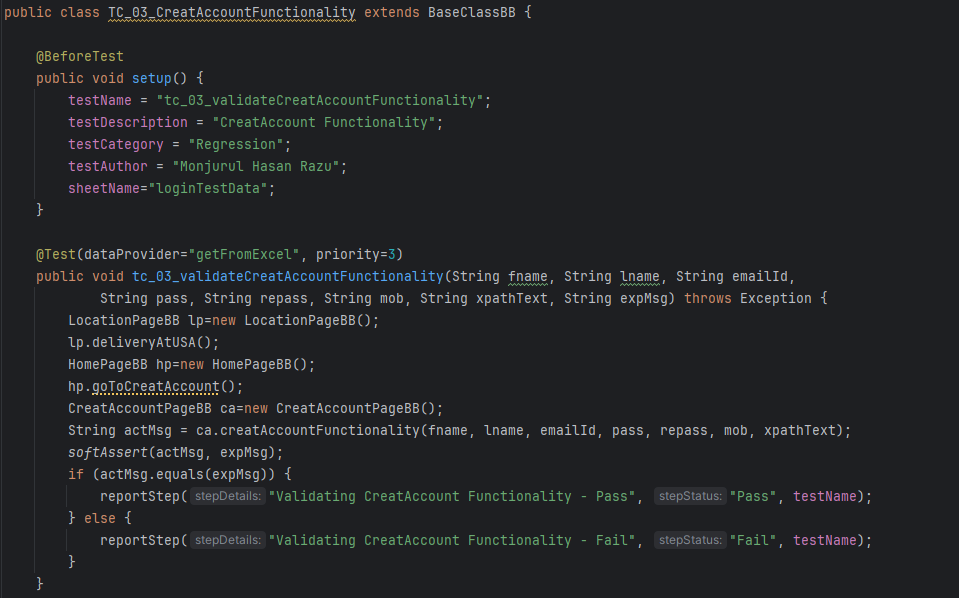 public class TC_03_CreatAccountFunctionality extends BaseClassBB {
@BeforeTest
public void setup() {
testName = "tc_03_validateCreatAccountFunctionality";
testDescription = "CreatAccount Functionality";
testCategory = "Regression";
testAuthor = "Monjurul Hasan Razu";
sheetName="loginTestData";
}
@Test(dataProvider="getFromExcel", priority=3)
public void tc_03_validateCreatAccountFunctionality(String fname, String lname, String emailId,
String pass, String repass, String mob, String xpathText, String expMsg) throws Exception {
LocationPageBB lp=new LocationPageBB();
lp.deliveryAtUSA();
HomePageBB hp=new HomePageBB();
hp.goToCreatAccount();
CreatAccountPageBB ca=new CreatAccountPageBB();
String actMsg = ca.creatAccountFunctionality(fname, lname, emailId, pass, repass, mob, xpathText);
softAssert(actMsg, expMsg);
if (actMsg.equals(expMsg)) {
reportStep( stepDetails: "Validating CreatAccount Functionality - Pass", stepStatus: "Pass", testName);
} else {
reportStep( stepDetails: "Validating CreatAccount Functionality - Fail", stepStatus: "Fail", testName);
}
}